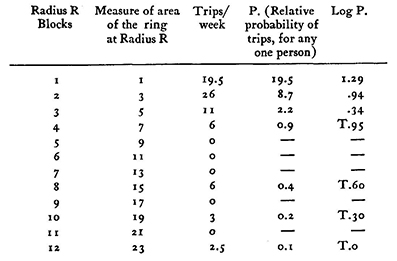 Radius R Blocks	Measure of area of the ring at Radius R	Trips/ week	P. (Relative probability of trips, for any one person)	Log P.
1	1	19.5	19.5	1.29
2	3	26	8.7	.94
3	5	11	2.2	.34
4	7	6	0.9	T.95
5	9	0	—	—
6	11	0	—	—
7	13	0	—	—
8	15	6	0.4	T.60
9	17	0	—	—
10	19	3	0.2	T.30
11	21	0	—	—
12	23	2.5	0.1	T.0